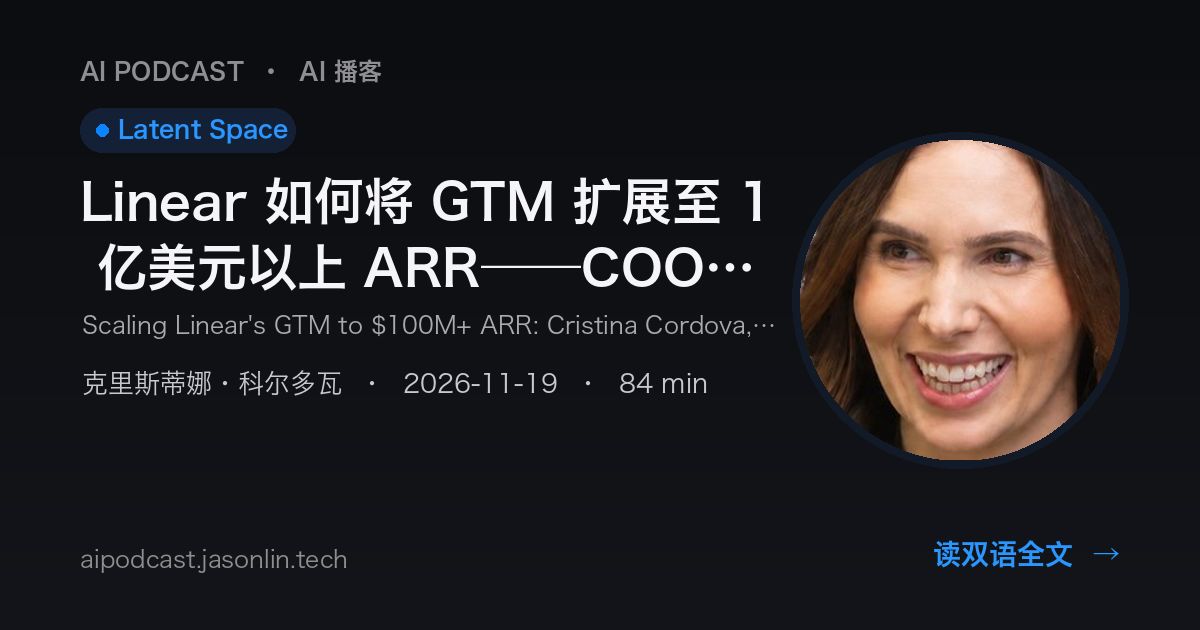 AI PODCAST · AI 播客
Latent Space
Linear 如何将 GTM 扩展至 1
亿美元以上 ARR——COO…
Scaling Linear's GTM to $100M+ ARR: Cristina Cordova,…
克里斯蒂娜·科尔多瓦 · 2026-11-19 · 84 min
aipodcast.jasonlin.tech
读双语全文 →